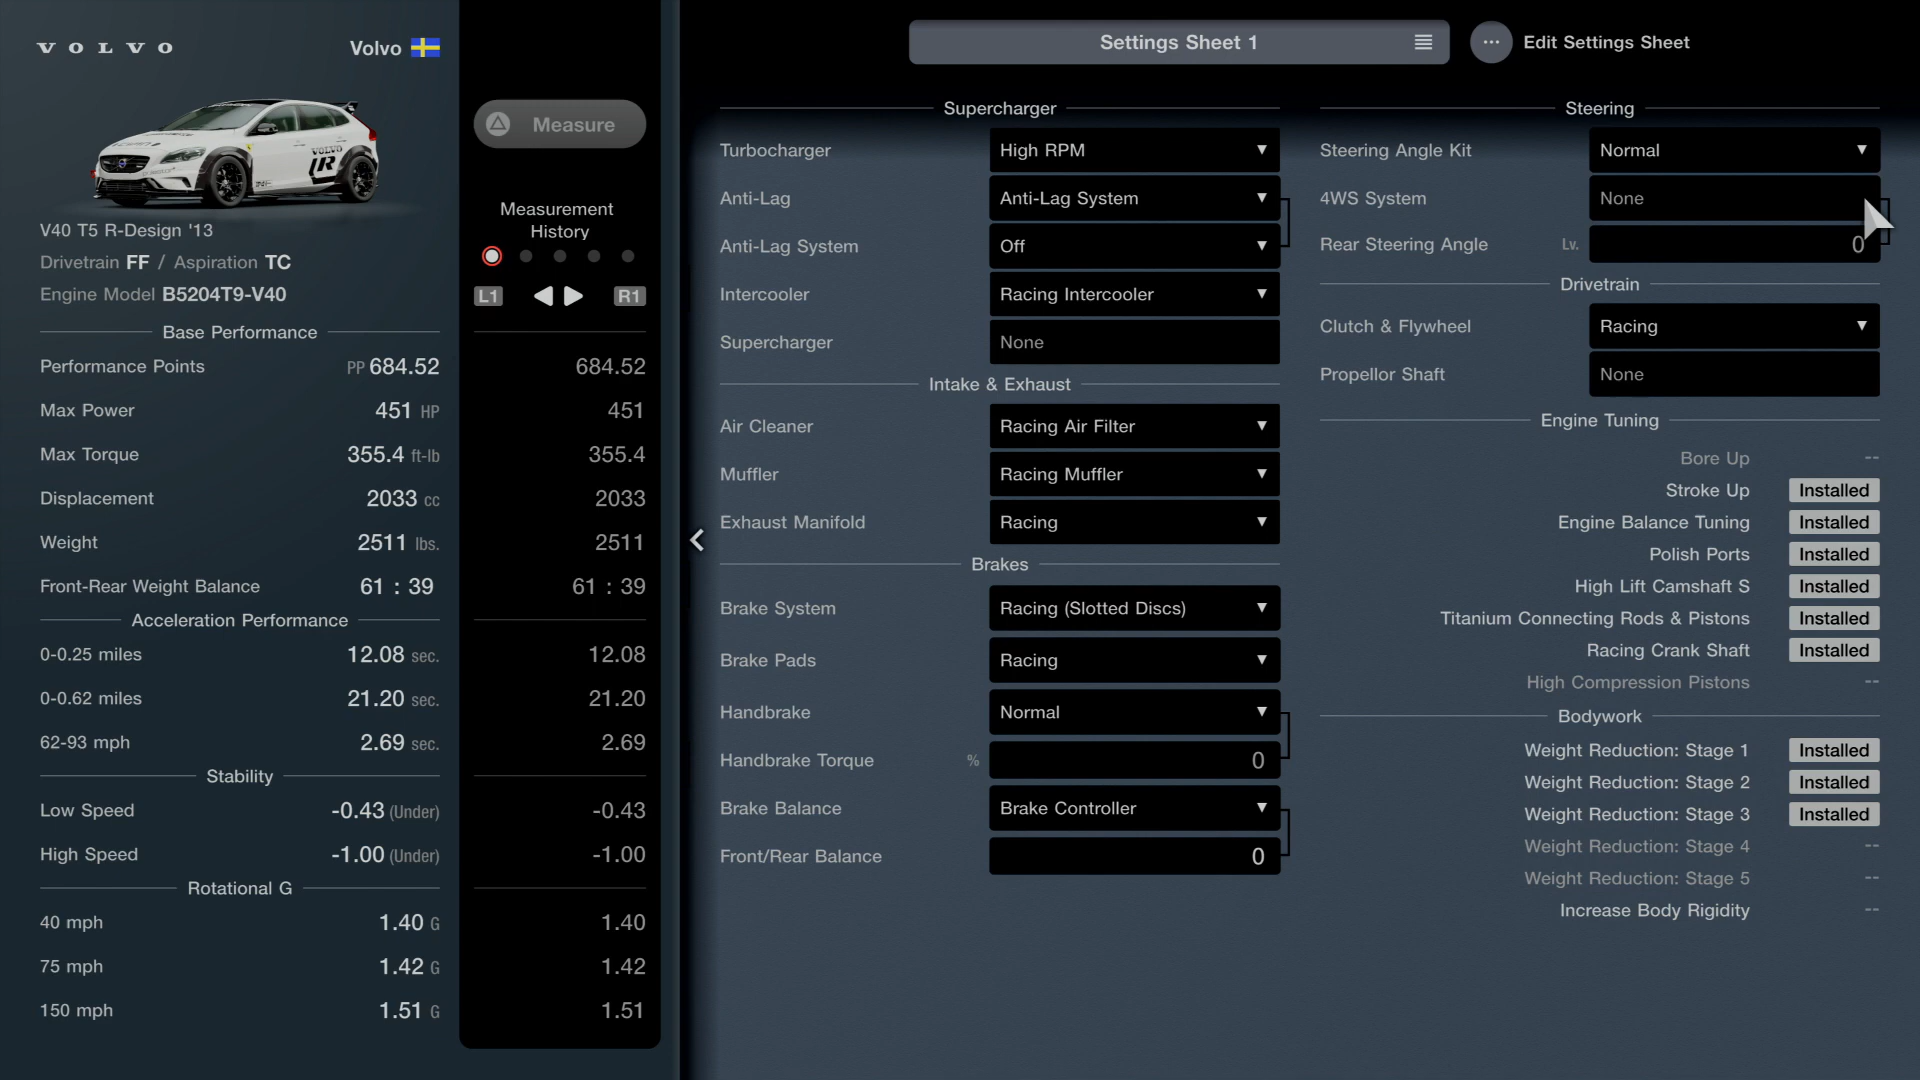 VOLVO
Volvo
V40 T5 R-Design '13
Drivetrain FF / Aspiration TC
Engine Model B5204T9-V40
Base Performance
Performance Points PP 684.52
Max Power 451 HP
Max Torque 355.4 ft-lb
Displacement 2033 cc
Weight 2511 lbs.
Front-Rear Weight Balance 61 : 39
Acceleration Performance
0-0.25 miles 12.08 sec.
0-0.62 miles 21.20 sec.
62-93 mph 2.69 sec.
Stability
Low Speed -0.43 (Under)
High Speed -1.00 (Under)
Rotational G
40 mph 1.40 G
75 mph 1.42 G
150 mph 1.51 G
Measure
Measurement
History
L1 R1
684.52
451
355.4
2033
2511
61 : 39
12.08
21.20
2.69
-0.43
-1.00
1.40
1.42
1.51
Settings Sheet 1
Edit Settings Sheet
Supercharger
Turbocharger High RPM
Anti-Lag Anti-Lag System
Anti-Lag System Off
Intercooler Racing Intercooler
Supercharger None
Intake & Exhaust
Air Cleaner Racing Air Filter
Muffler Racing Muffler
Exhaust Manifold Racing
Brakes
Brake System Racing (Slotted Discs)
Brake Pads Racing
Handbrake Normal
Handbrake Torque % 0
Brake Balance Brake Controller
Front/Rear Balance 0
Steering
Steering Angle Kit Normal
4WS System None
Rear Steering Angle Lv. 0
Drivetrain
Clutch & Flywheel Racing
Propellor Shaft None
Engine Tuning
Bore Up --
Stroke Up Installed
Engine Balance Tuning Installed
Polish Ports Installed
High Lift Camshaft S Installed
Titanium Connecting Rods & Pistons Installed
Racing Crank Shaft Installed
High Compression Pistons --
Bodywork
Weight Reduction: Stage 1 Installed
Weight Reduction: Stage 2 Installed
Weight Reduction: Stage 3 Installed
Weight Reduction: Stage 4 --
Weight Reduction: Stage 5 --
Increase Body Rigidity --